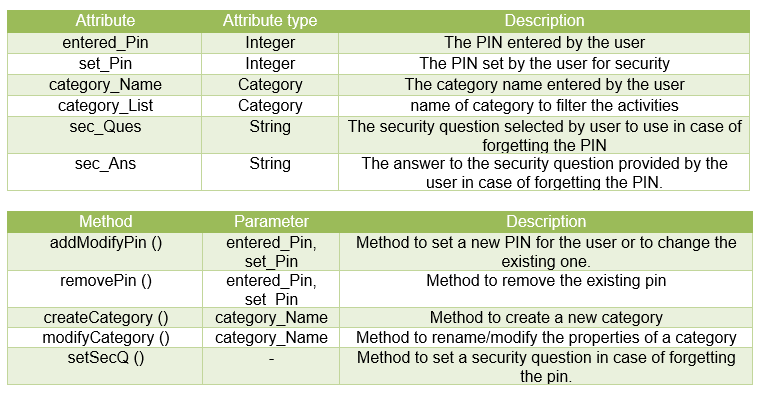 Attribute Attribute type Description
entered_Pin Integer The PIN entered by the user
set_Pin Integer The PIN set by the user for security
category_Name Category The category name entered by the user
category_List Category name of category to filter the activities
sec_Ques String The security question selected by user to use in case of
forgetting the PIN
sec_Ans String The answer to the security question provided by the
user in case of forgetting the PIN.
Method Parameter Description
addModifyPin () entered_Pin, Method to set a new PIN for the user or to change the
set_Pin existing one.
removePin () entered_Pin, Method to remove the existing pin
set_Pin
createCategory () category_Name Method to create a new category
modifyCategory () category_Name Method to rename/modify the properties of a category
setSecQ () - Method to set a security question in case of forgetting
the pin.